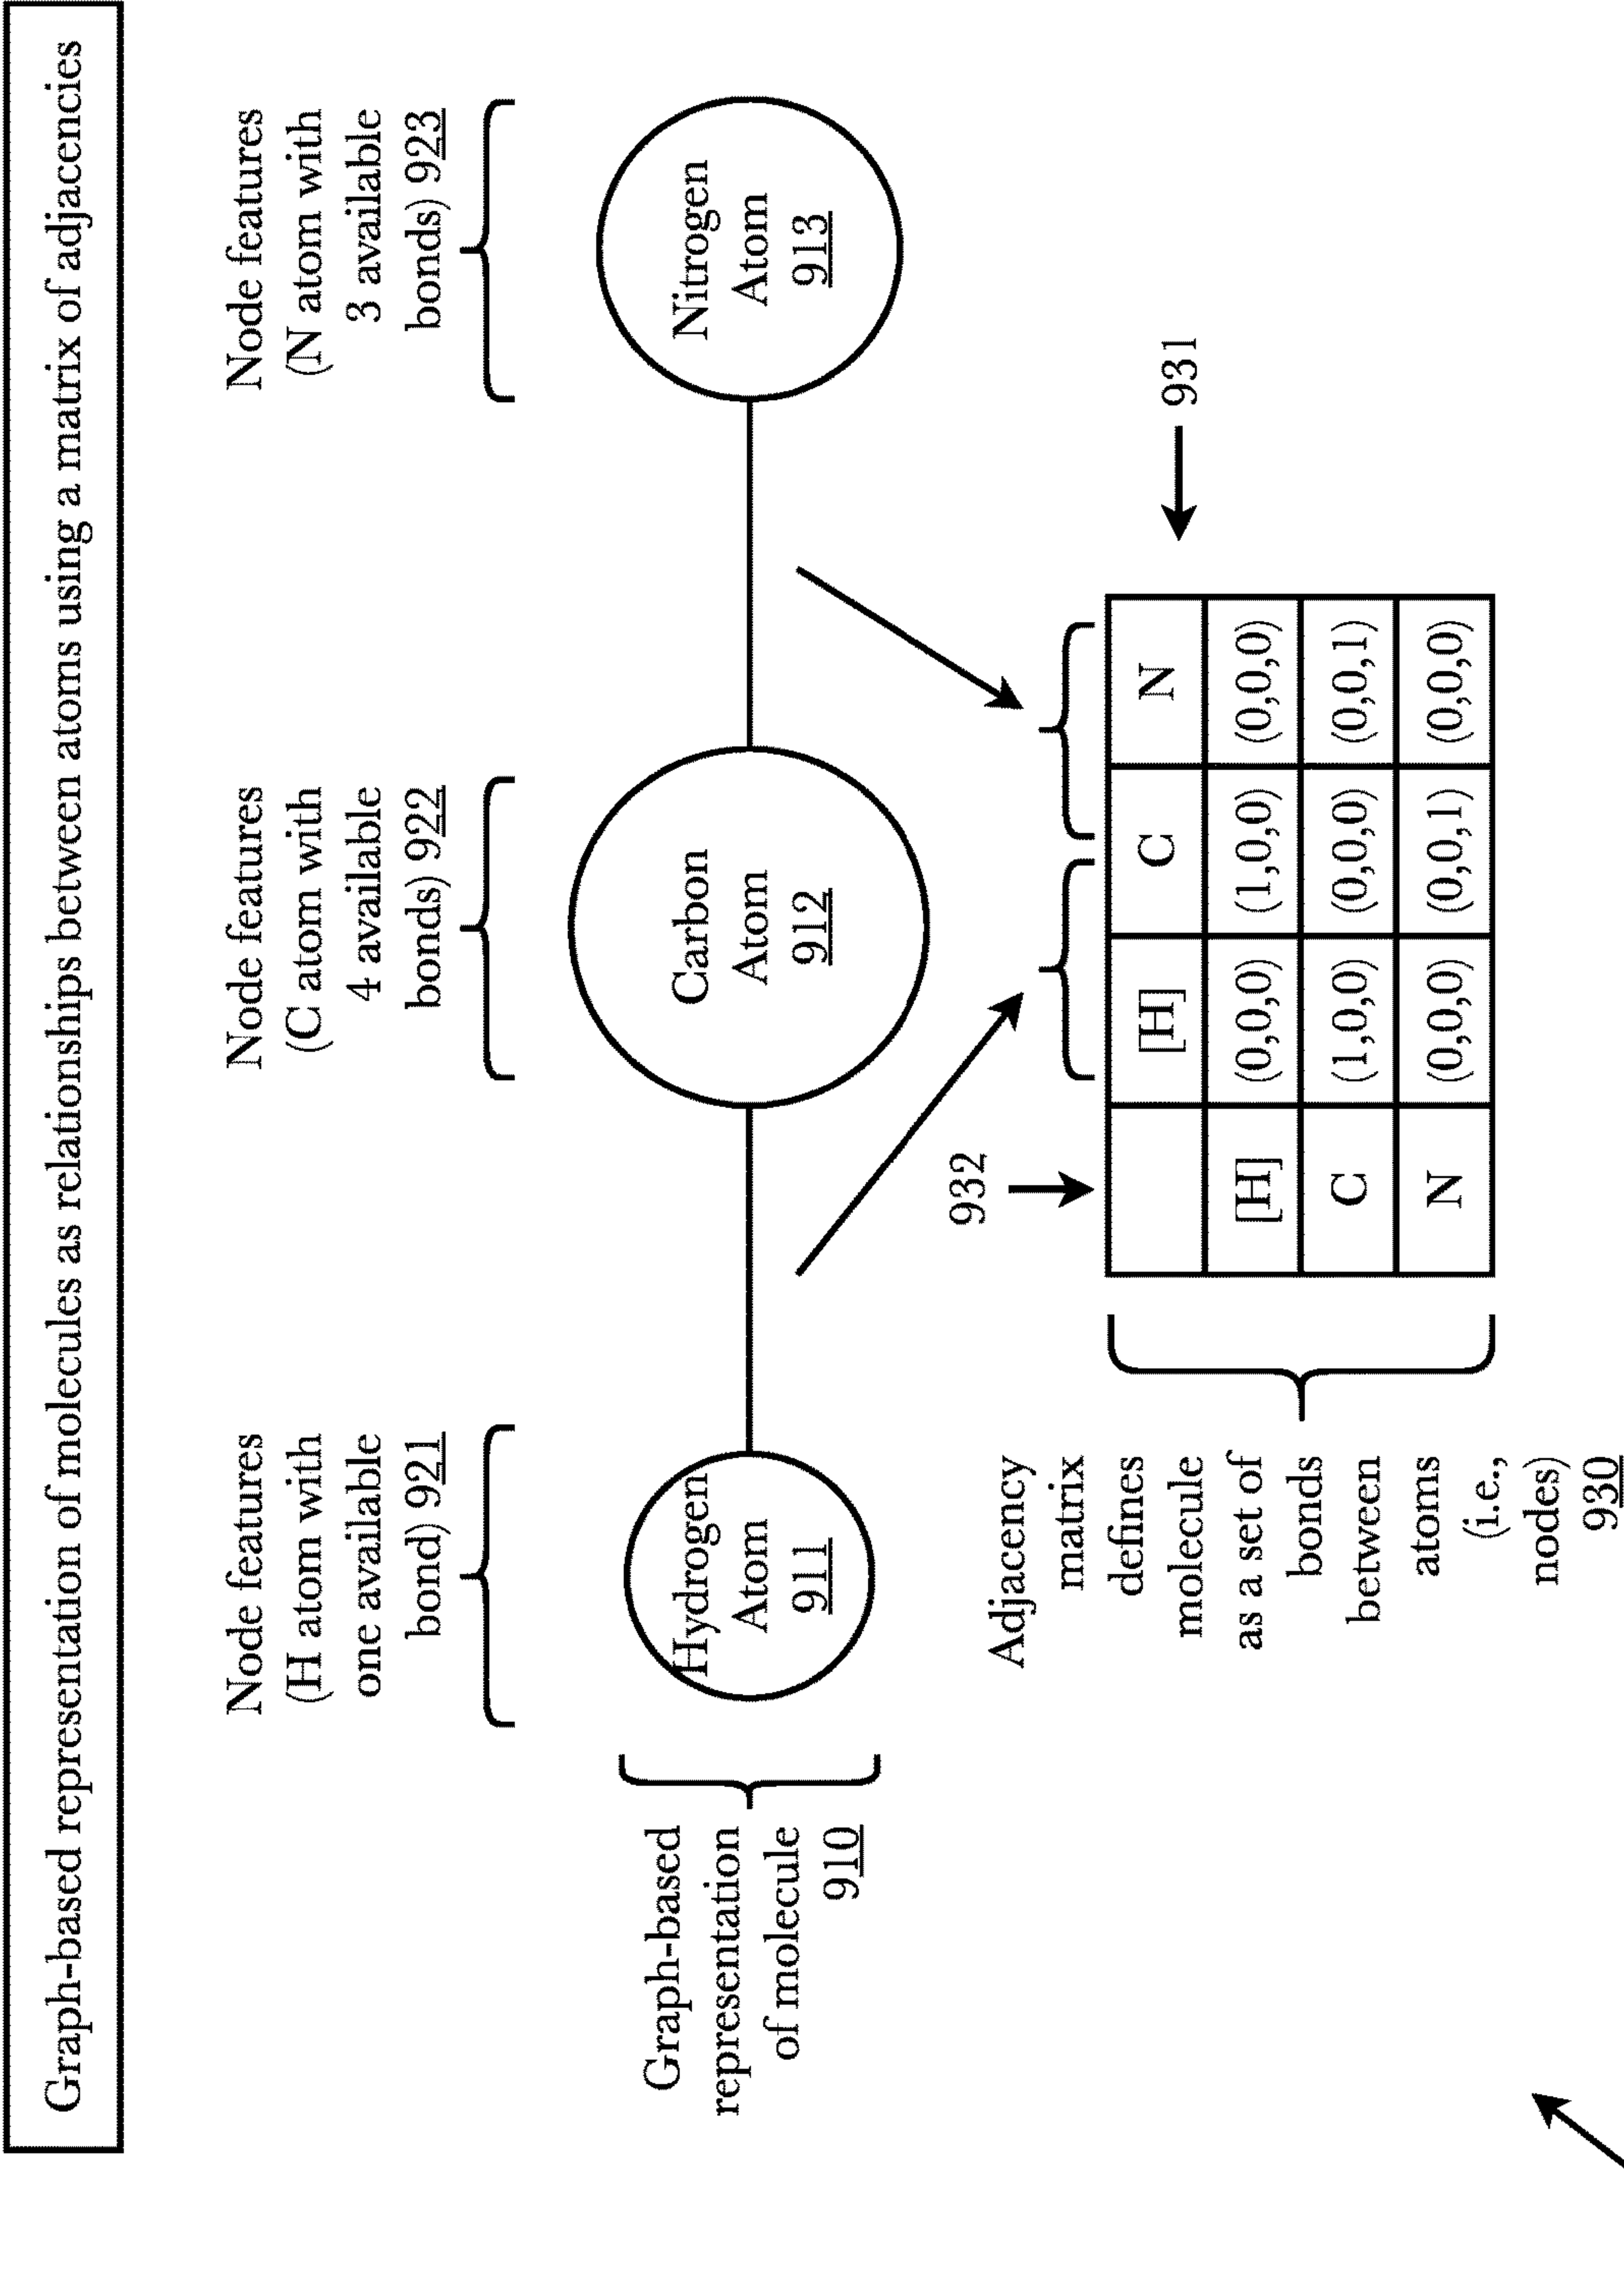 Graph-based representation of molecules as relationships between atoms using a matrix of adjacencies
Node features
(H atom with
one available
bond) 921
Node features
(C atom with
4 available
bonds) 922
Node features
(N atom with
3 available
bonds) 923
Graph-based
representation
of molecule
910
Hydrogen
Atom
911
Carbon
Atom
912
Nitrogen
Atom
913
Adjacency
matrix
defines
molecule
as a set of
bonds
between
atoms
(i.e.,
nodes)
930
932
931
[H] C N
[H] (0,0,0) (1,0,0) (0,0,0)
C (1,0,0) (0,0,0) (0,0,1)
N (0,0,0) (0,0,1) (0,0,0)